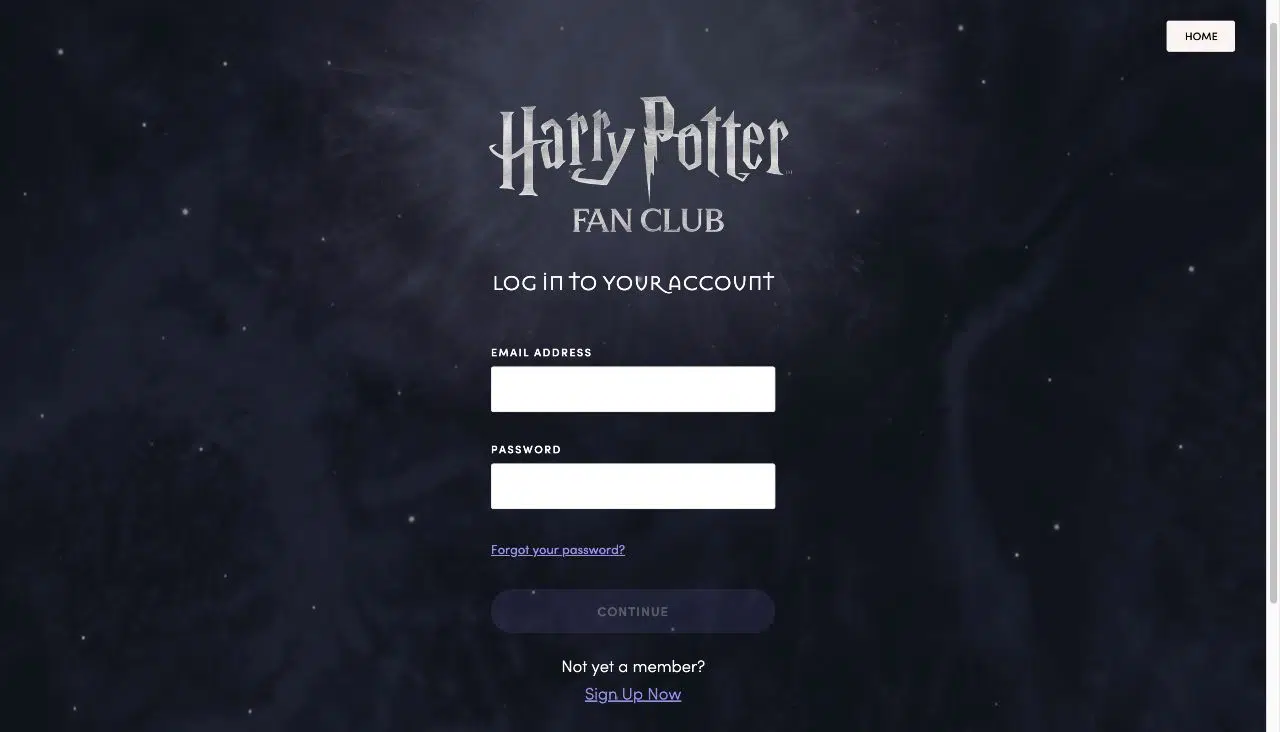 HOME
Harry Potter
FAN CLUB
LOG IN TO YOUR ACCOUNT
EMAIL ADDRESS
PASSWORD
Forgot your password?
CONTINUE
Not yet a member?
Sign Up Now